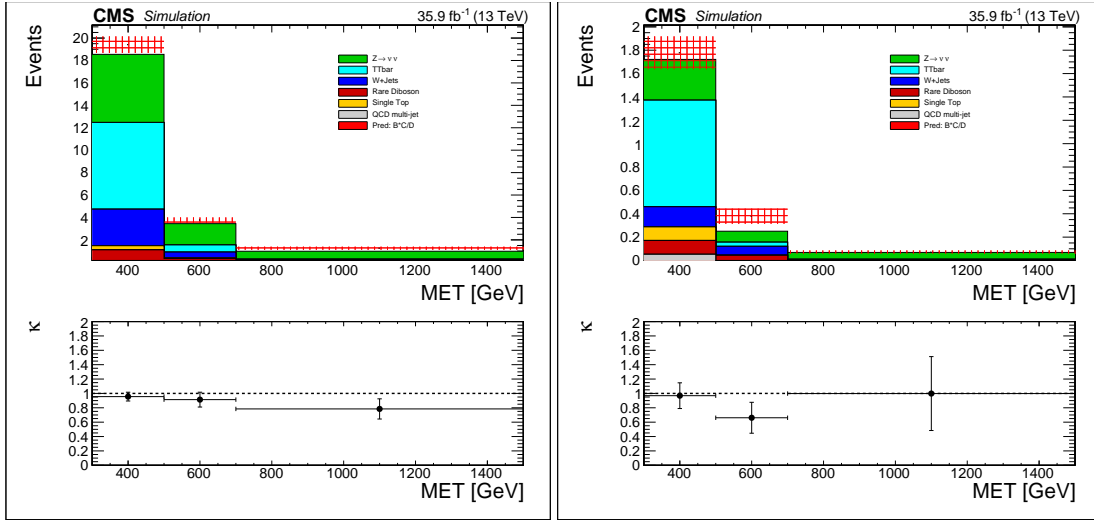 CMS Simulation 35.9 fb-1 (13 TeV)
Events
20
18
16
14
12
10
8
6
4
2
Z→ νν
TTbar
W+Jets
Rare Diboson
Single Top
QCD multi-jet
Pred: B*C/D
400 600 800 1000 1200 1400
MET [GeV]
κ
2
1.8
1.6
1.4
1.2
1
0.8
0.6
0.4
0.2
0
400 600 800 1000 1200 1400
MET [GeV]
CMS Simulation 35.9 fb-1 (13 TeV)
Events
2
1.8
1.6
1.4
1.2
1
0.8
0.6
0.4
0.2
0
Z→ νν
TTbar
W+Jets
Rare Diboson
Single Top
QCD multi-jet
Pred: B*C/D
400 600 800 1000 1200 1400
MET [GeV]
κ
2
1.8
1.6
1.4
1.2
1
0.8
0.6
0.4
0.2
0
400 600 800 1000 1200 1400
MET [GeV]